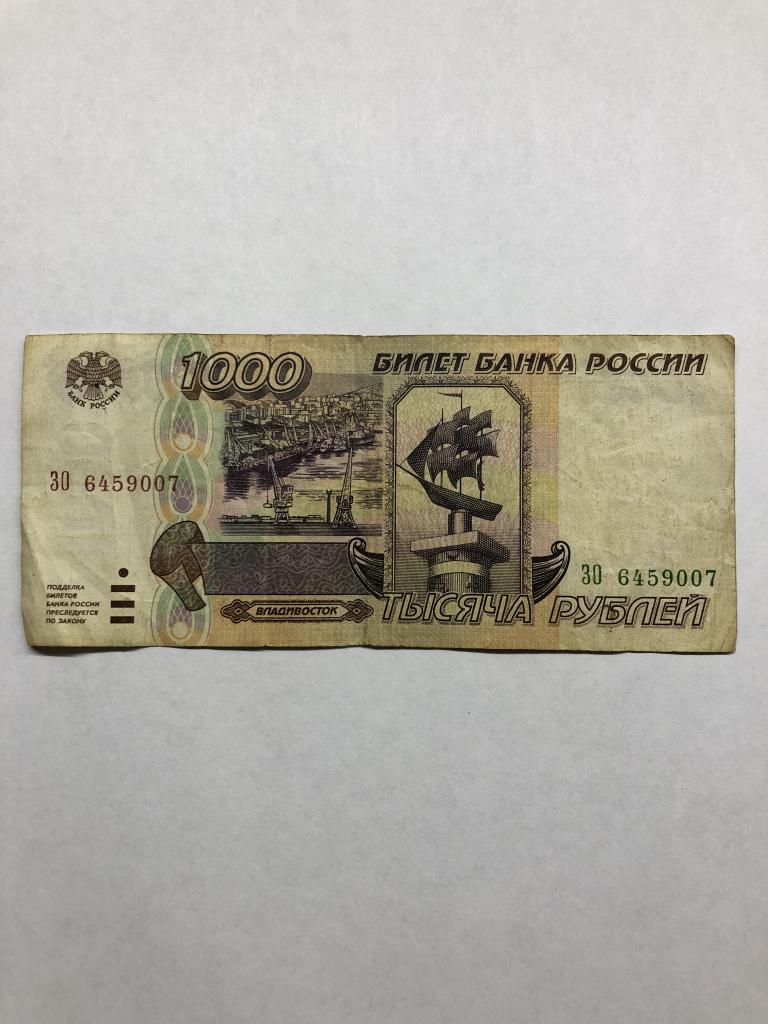 1000
БИЛЕТ БАНКА РОССИИ
БАНК РОССИИ
ЗО 6459007
ЗО 6459007
ПОДДЕЛКА
БИЛЕТОВ
БАНКА РОССИИ
ПРЕСЛЕДУЕТСЯ
ПО ЗАКОНУ
ВЛАДИВОСТОК
ТЫСЯЧА РУБЛЕЙ